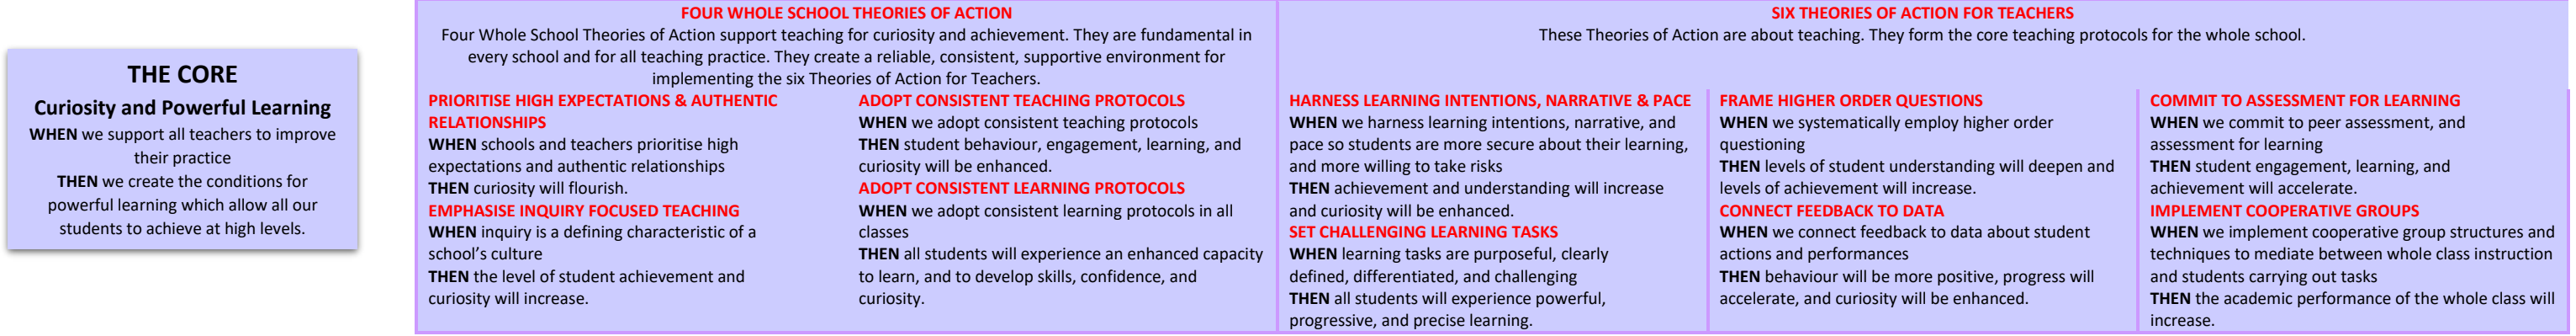 THE CORE
Curiosity and Powerful Learning
WHEN we support all teachers to improve
their practice
THEN we create the conditions for
powerful learning which allow all our
students to achieve at high levels.
FOUR WHOLE SCHOOL THEORIES OF ACTION
Four Whole School Theories of Action support teaching for curiosity and achievement. They are fundamental in
every school and for all teaching practice. They create a reliable, consistent, supportive environment for
implementing the six Theories of Action for Teachers.
PRIORITISE HIGH EXPECTATIONS & AUTHENTIC
RELATIONSHIPS
WHEN schools and teachers prioritise high
expectations and authentic relationships
THEN curiosity will flourish.
EMPHASISE INQUIRY FOCUSED TEACHING
WHEN inquiry is a defining characteristic of a
school's culture
THEN the level of student achievement and
curiosity will increase.
ADOPT CONSISTENT TEACHING PROTOCOLS
WHEN we adopt consistent teaching protocols
THEN student behaviour, engagement, learning, and
curiosity will be enhanced.
ADOPT CONSISTENT LEARNING PROTOCOLS
WHEN we adopt consistent learning protocols in all
classes
THEN all students will experience an enhanced capacity
to learn, and to develop skills, confidence, and
curiosity.
SIX THEORIES OF ACTION FOR TEACHERS
These Theories of Action are about teaching. They form the core teaching protocols for the whole school.
HARNESS LEARNING INTENTIONS, NARRATIVE & PACE
WHEN we harness learning intentions, narrative, and
pace so students are more secure about their learning,
and more willing to take risks
THEN achievement and understanding will increase
and curiosity will be enhanced.
SET CHALLENGING LEARNING TASKS
WHEN learning tasks are purposeful, clearly
defined, differentiated, and challenging
THEN all students will experience powerful,
progressive, and precise learning.
FRAME HIGHER ORDER QUESTIONS
WHEN we systematically employ higher order
questioning
THEN levels of student understanding will deepen and
levels of achievement will increase.
CONNECT FEEDBACK TO DATA
WHEN we connect feedback to data about student
actions and performances
THEN behaviour will be more positive, progress will
accelerate, and curiosity will be enhanced.
COMMIT TO ASSESSMENT FOR LEARNING
WHEN we commit to peer assessment, and
assessment for learning
THEN student engagement, learning, and
achievement will accelerate.
IMPLEMENT COOPERATIVE GROUPS
WHEN we implement cooperative group structures and
techniques to mediate between whole class instruction
and students carrying out tasks
THEN the academic performance of the whole class will
increase.